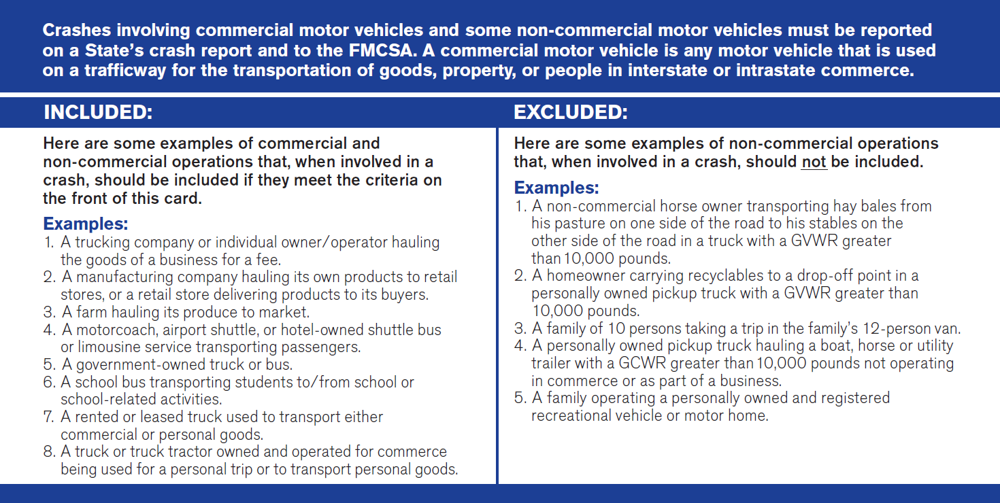 Crashes involving commercial motor vehicles and some non-commercial motor vehicles must be reported
on a State’s crash report and to the FMCSA. A commercial motor vehicle is any motor vehicle that is used
on a trafficway for the transportation of goods, property, or people in interstate or intrastate commerce.
INCLUDED:
Here are some examples of commercial and
non-commercial operations that, when involved in a
crash, should be included if they meet the criteria on
the front of this card.
Examples:
1. A trucking company or individual owner/operator hauling
the goods of a business for a fee.
2. A manufacturing company hauling its own products to retail
stores, or a retail store delivering products to its buyers.
3. A farm hauling its produce to market.
4. A motorcoach, airport shuttle, or hotel-owned shuttle bus
or limousine service transporting passengers.
5. A government-owned truck or bus.
6. A school bus transporting students to/from school or
school-related activities.
7. A rented or leased truck used to transport either
commercial or personal goods.
8. A truck or truck tractor owned and operated for commerce
being used for a personal trip or to transport personal goods.
EXCLUDED:
Here are some examples of non-commercial operations
that, when involved in a crash, should not be included.
Examples:
1. A non-commercial horse owner transporting hay bales from
his pasture on one side of the road to his stables on the
other side of the road in a truck with a GVWR greater
than 10,000 pounds.
2. A homeowner carrying recyclables to a drop-off point in a
personally owned pickup truck with a GVWR greater than
10,000 pounds.
3. A family of 10 persons taking a trip in the family’s 12-person van.
4. A personally owned pickup truck hauling a boat, horse or utility
trailer with a GCWR greater than 10,000 pounds not operating
in commerce or as part of a business.
5. A family operating a personally owned and registered
recreational vehicle or motor home.